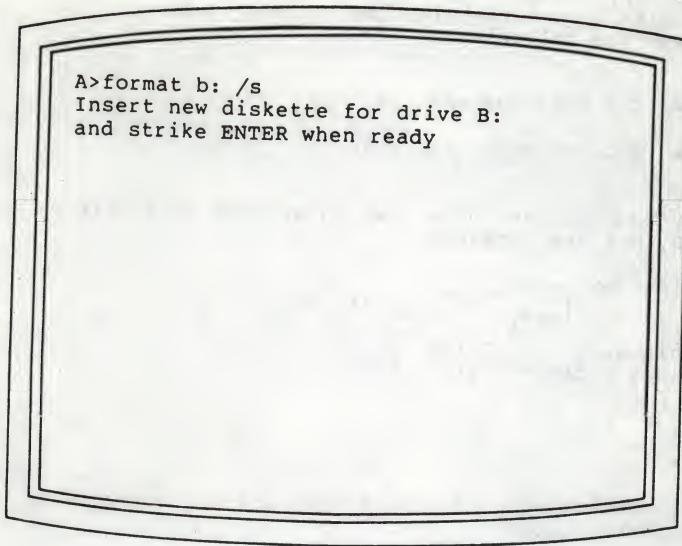 A>format b: /s
Insert new diskette for drive B:
and strike ENTER when ready